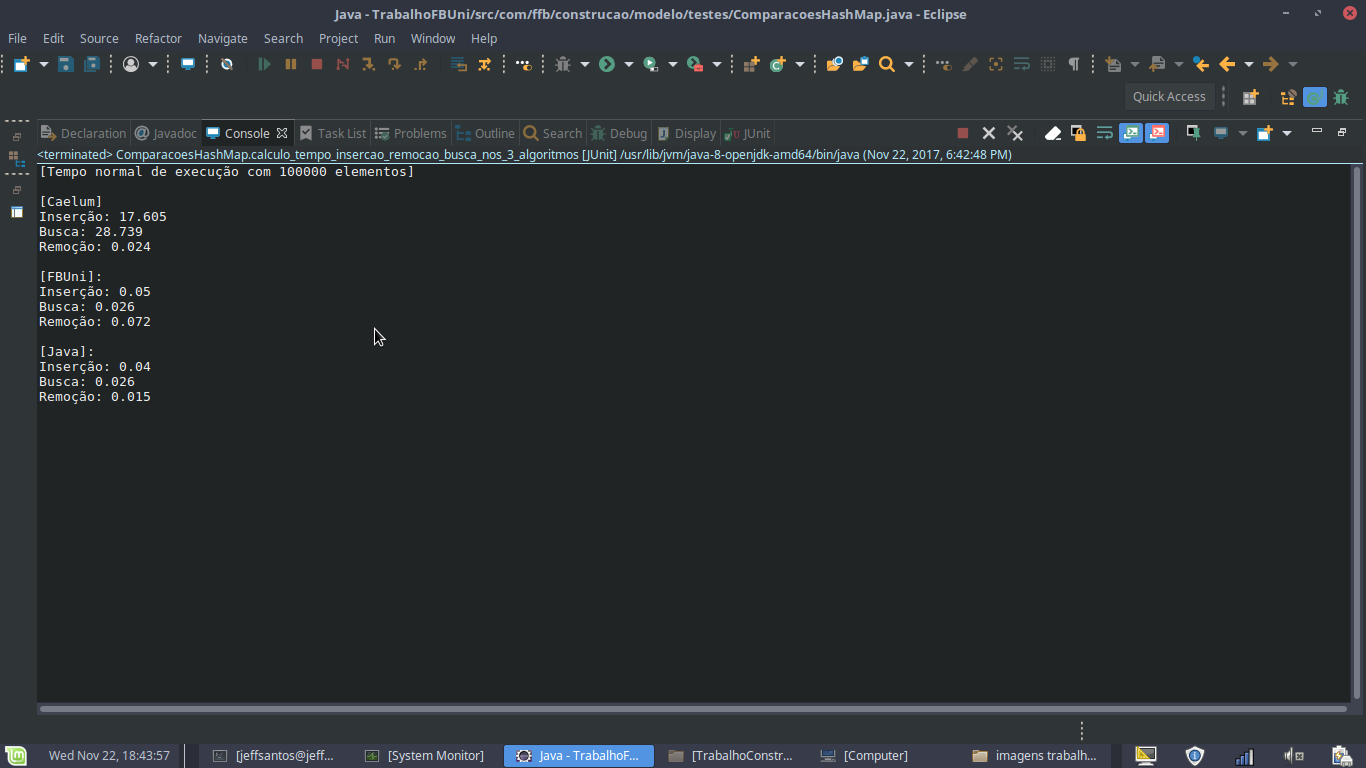 Java - TrabalhoFBUni/src/com/ffb/construcao/modelo/testes/ComparacoesHashMap.java - Eclipse
File Edit Source Refactor Navigate Search Project Run Window Help
Quick Access
Declaration @ Javadoc Console Task List Problems Outline Search Debug Display JUnit
<terminated> ComparacoesHashMap.calculo_tempo_insercao_remocao_busca_nos_3_algoritmos [JUnit] /usr/lib/jvm/java-8-openjdk-amd64/bin/java (Nov 22, 2017, 6:42:48 PM)
[Tempo normal de execução com 100000 elementos]
[Caelum]
Inserção: 17.605
Busca: 28.739
Remoção: 0.024
[FBUni]:
Inserção: 0.05
Busca: 0.026
Remoção: 0.072
[Java]:
Inserção: 0.04
Busca: 0.026
Remoção: 0.015
Wed Nov 22, 18:43:57 [jeffsantos@jeff... [System Monitor] Java - TrabalhoF... [TrabalhoConstr... [Computer] imagens trabalh...